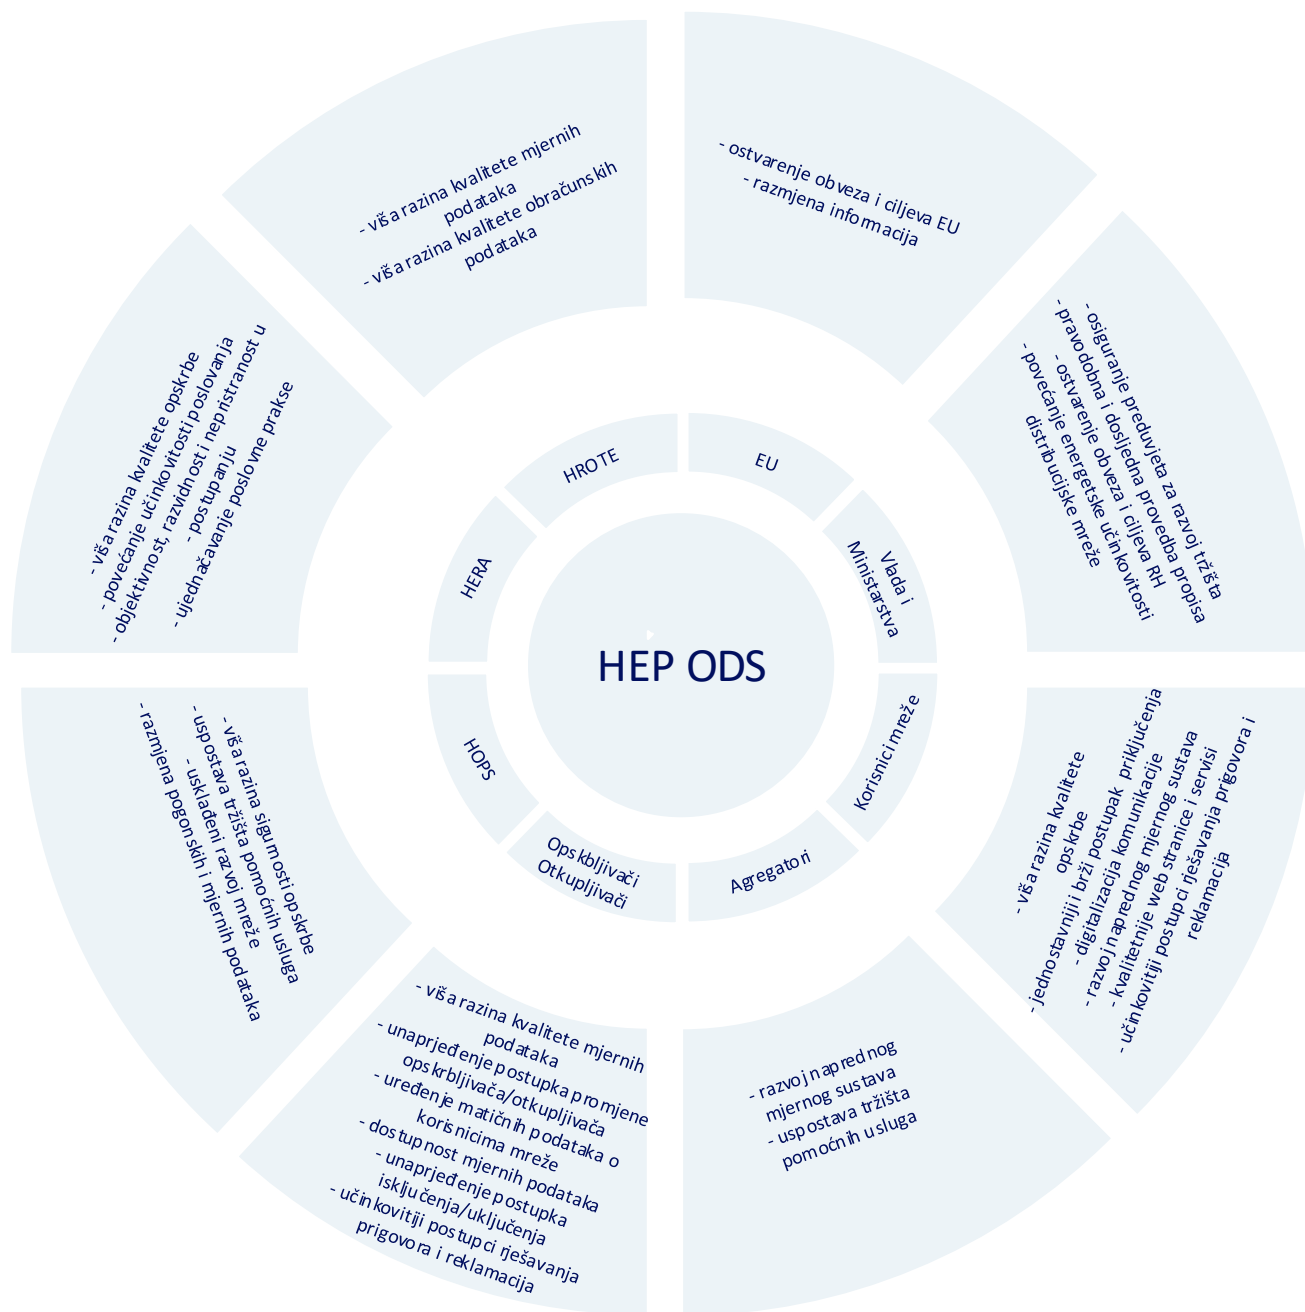 - viša razina kvalitete mjernih
podataka
- viša razina kvalitete obračunskih
podataka
- ostvarenje obveza i ciljeva EU
- razmjena informacija
- osiguranje preduvjeta za razvoj tržišta
- pravodobna i dosljedna provedba propisa
- ostvarenje obveza i ciljeva RH
- povećanje energetske učinkovitosti
distribucijske mreže
- viša razina kvalitete
opskrbe
- jednostavniji i brži postupak priključenja
- digitalizacija komunikacije
- razvoj naprednog mjernog sustava
- kvalitetnije web stranice i servisi
- učinkovitiji postupci rješavanja prigovora i
reklamacija
- razvoj naprednog
mjernog sustava
- uspostava tržišta
pomoćnih usluga
- viša razina kvalitete mjernih
podataka
- unaprjeđenje postupka promjene
opskrbljivača/otkupljivača
- uređenje matičnih podataka o
korisnicima mreže
- dostupnost mjernih podataka
- unaprjeđenje postupka
isključenja/uključenja
- učinkovitiji postupci rješavanja
prigovora i reklamacija
- viša razina sigurnosti opskrbe
- uspostava tržišta pomoćnih usluga
- usklađeni razvoj mreže
- razmjena pogonskih i mjernih podataka
- viša razina kvalitete opskrbe
- povećanje učinkovitosti poslovanja
- objektivnost, razvidnost i nepristranost u
- postupanju
- ujednačavanje poslovne prakse
HROTE
EU
Vlada i
Ministarstva
Korisnici mreže
Agregatori
Opskbljivači
Otkupljivači
HOPS
HERA
HEP ODS